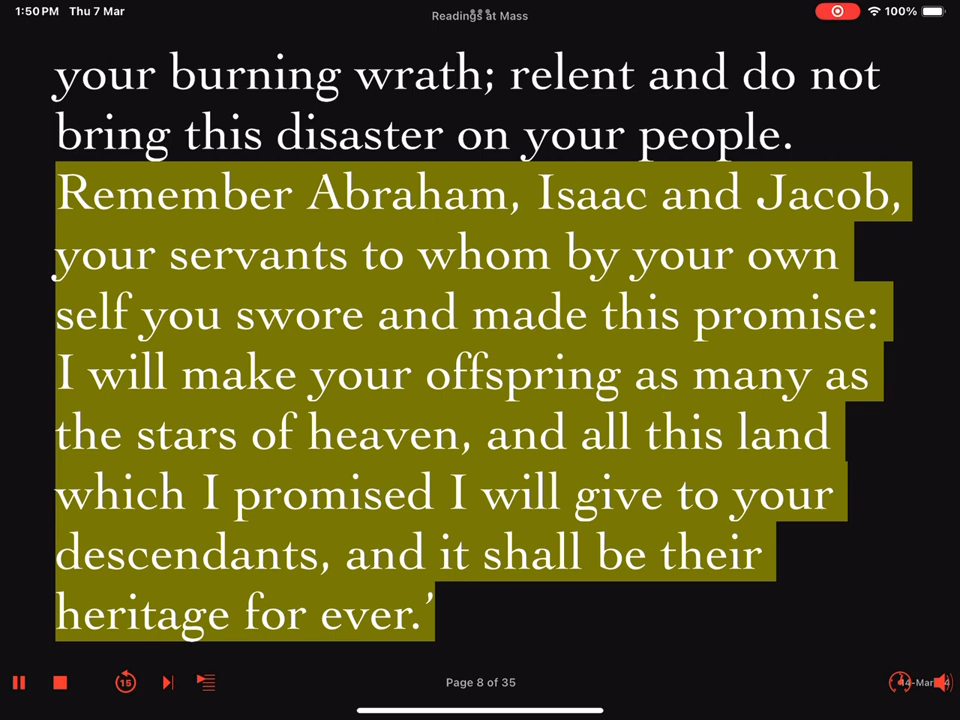 1:50 PM Thu 7 Mar
Readings at Mass
100%
your burning wrath; relent and do not
bring this disaster on your people.
Remember Abraham, Isaac and Jacob,
your servants to whom by your own
self you swore and made this promise:
I will make your offspring as many as
the stars of heaven, and all this land
which I promised I will give to your
descendants, and it shall be their
heritage for ever.’
15
Page 8 of 35